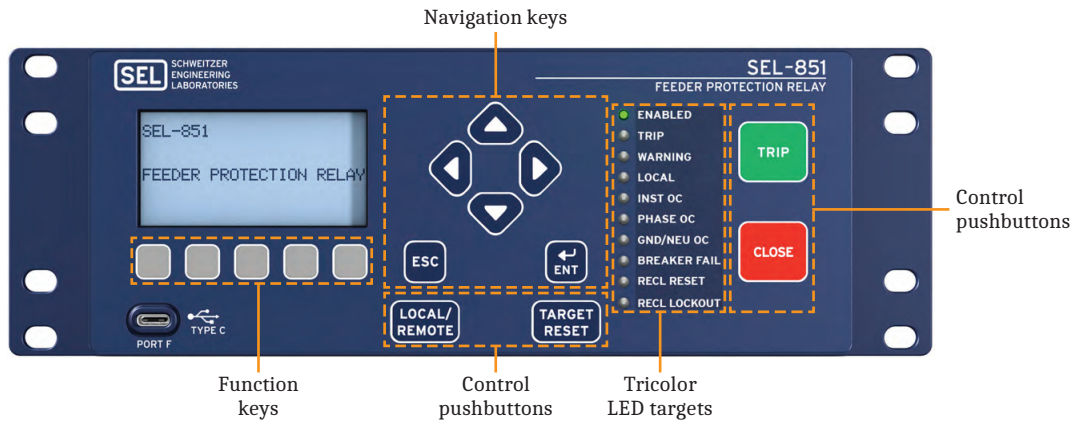 Navigation keys
SEL
SCHWEITZER
ENGINEERING
LABORATORIES
SEL-851
FEEDER PROTECTION RELAY
SEL-851
FEEDER PROTECTION RELAY
ENABLED
TRIP
WARNING
LOCAL
INST OC
PHASE OC
GND/NEU OC
BREAKER FAIL
RECL RESET
RECL LOCKOUT
TRIP
CLOSE
Control
pushbuttons
ESC
ENT
LOCAL/
REMOTE
TARGET
RESET
PORT F
TYPE C
Function
keys
Control
pushbuttons
Tricolor
LED targets